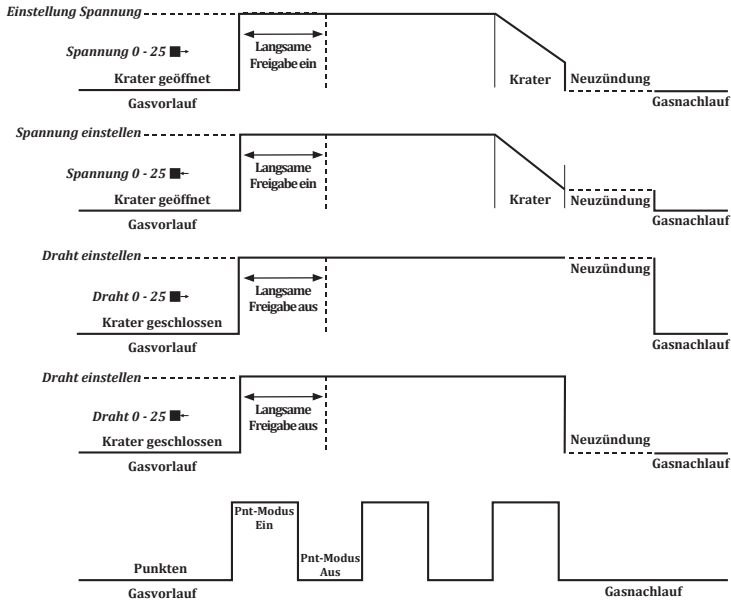 Einstellung Spannung
Spannung 0 - 25
Langsame
Freigabe ein
Krater geöffnet
Krater
Neuzündung
Gasvorlauf
Gasnachlauf
Spannung einstellen
Spannung 0 - 25
Langsame
Freigabe ein
Krater geöffnet
Krater
Neuzündung
Gasvorlauf
Gasnachlauf
Draht einstellen
Neuzündung
Draht 0 - 25
Langsame
Freigabe aus
Krater geschlossen
Gasvorlauf
Gasnachlauf
Draht einstellen
Draht 0 - 25
Langsame
Freigabe aus
Krater geschlossen
Neuzündung
Gasvorlauf
Gasnachlauf
Pnt-Modus
Ein
Pnt-Modus
Aus
Punkten
Gasvorlauf
Gasnachlauf